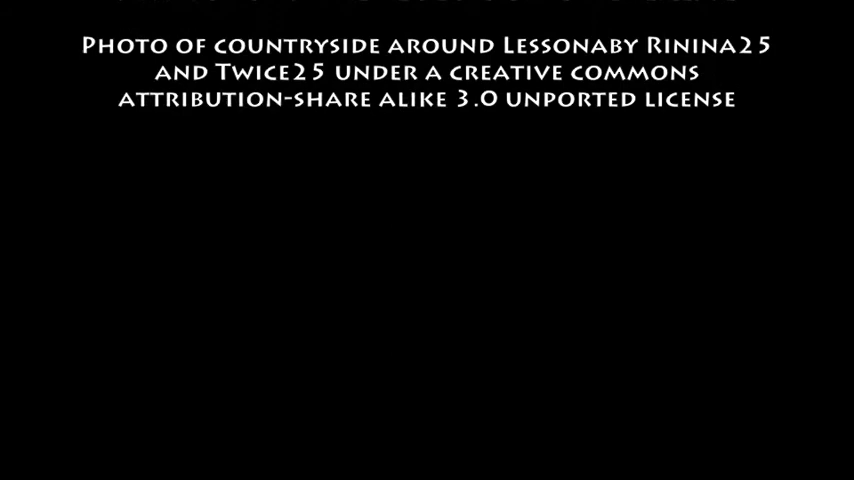 Photo of countryside around Lessonaby Rinina25
and Twice25 under a creative commons
attribution-share alike 3.0 unported license